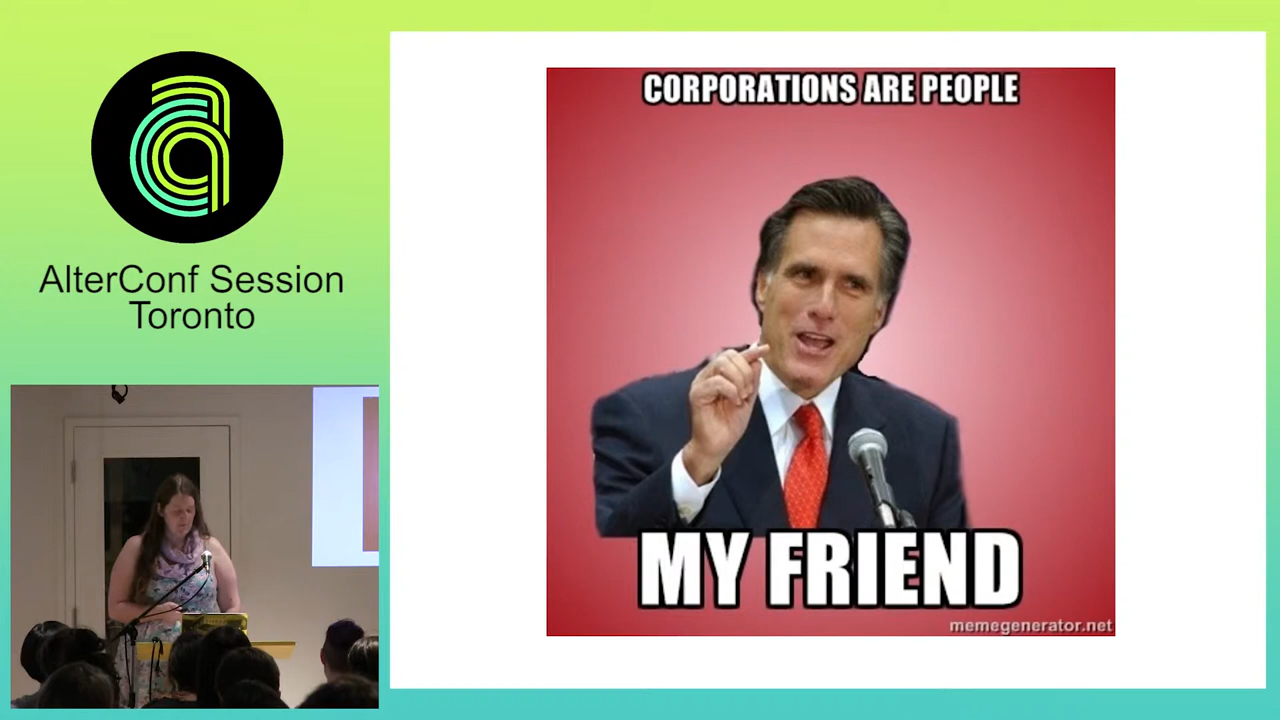 AlterConf Session
Toronto
CORPORATIONS ARE PEOPLE
MY FRIEND
memegenerator.net